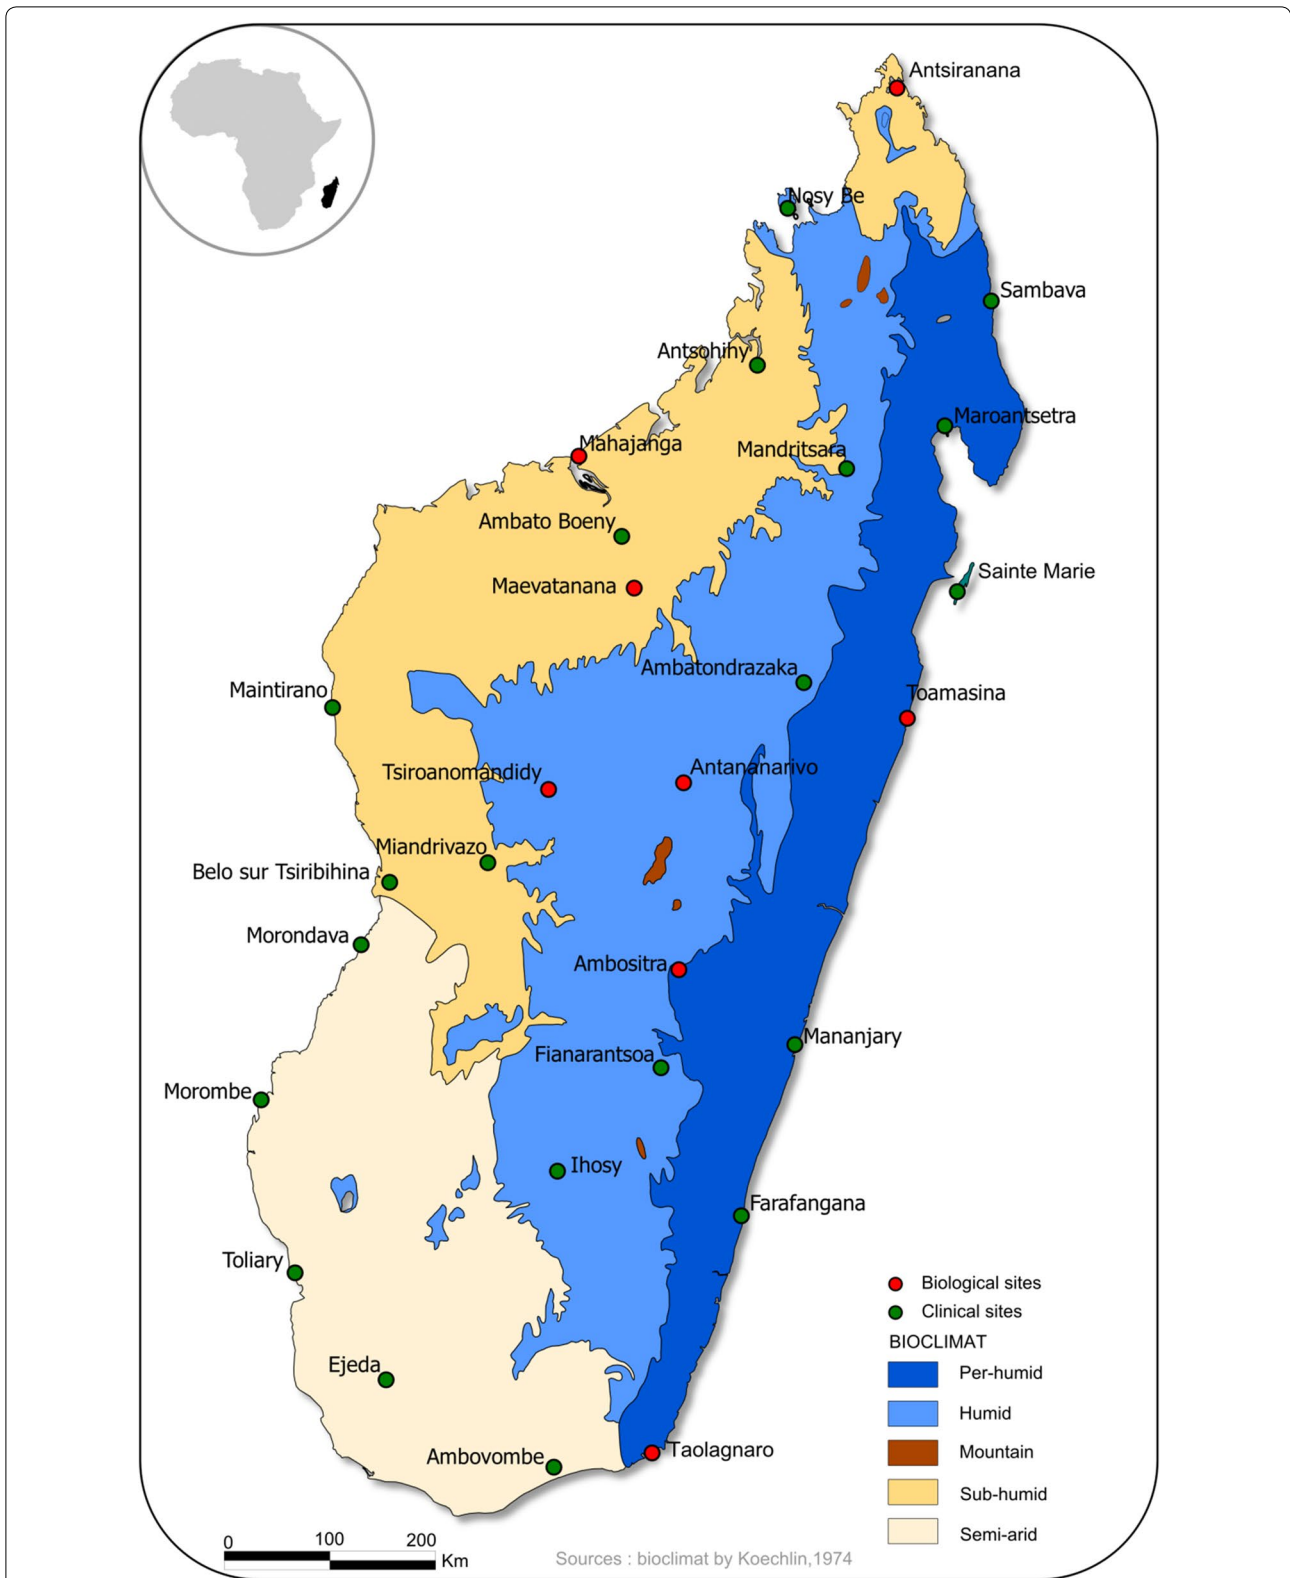 Antsiranana
Nosy Be
Sambava
Antsohihy
Maroantsetra
Mahajanga
Mandritsara
Ambato Boeny
Maevatanana
Sainte Marie
Ambatondrazaka
Maintirano
Toamasina
Tsiroanomandidy
Antananarivo
Miandrivazo
Belo sur Tsiribihina
Morondava
Ambositra
Mananjary
Fianarantsoa
Morombe
Ihosy
Farafangana
Toliary
Ejeda
Ambovombe
Taolagnaro
Biological sites
Clinical sites
BIOCLIMAT
Per-humid
Humid
Mountain
Sub-humid
Semi-arid
0 100 200
Km
Sources : bioclimat by Koechlin,1974